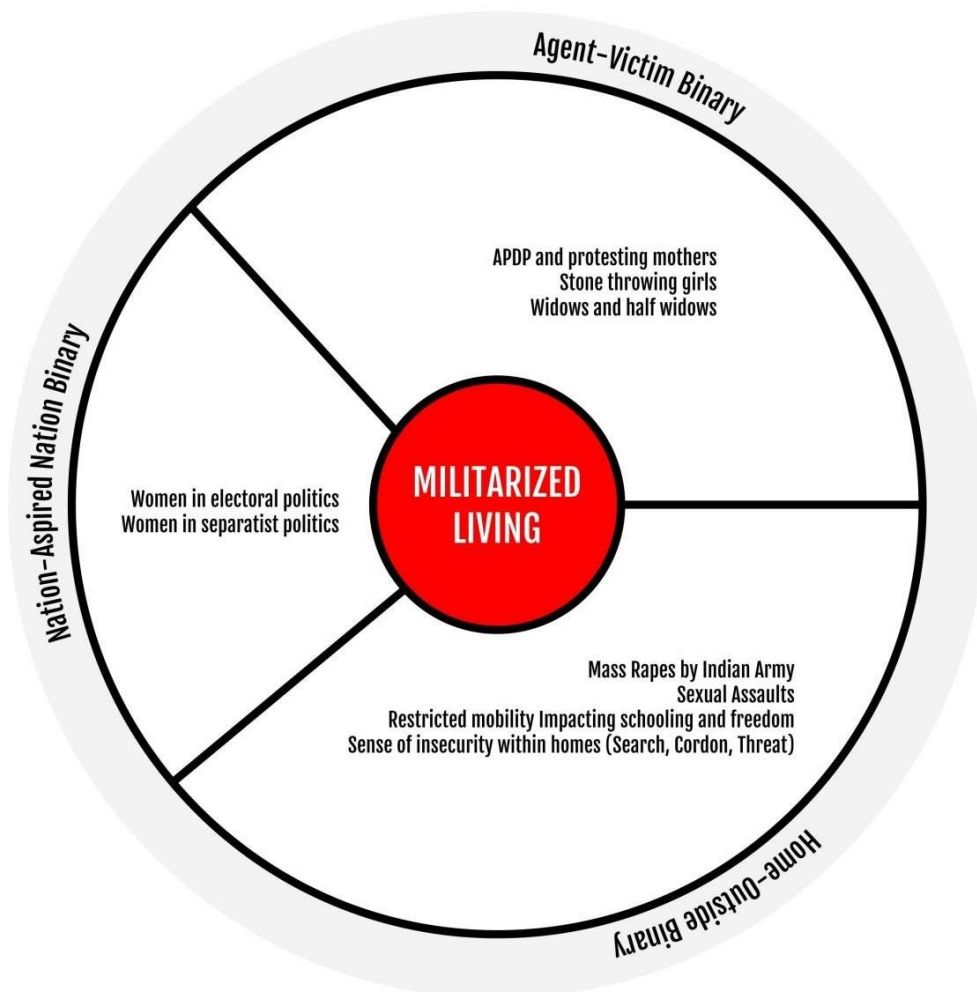 Agent-Victim Binary
APDP and protesting mothers
Stone throwing girls
Widows and half widows
Nation-Aspired Nation Binary
Women in electoral politics
Women in separatist politics
MILITARIZED
LIVING
Mass Rapes by Indian Army
Sexual Assaults
Restricted mobility Impacting schooling and freedom
Sense of insecurity within homes (Search, Cordon, Threat)
Home-Outside Binary